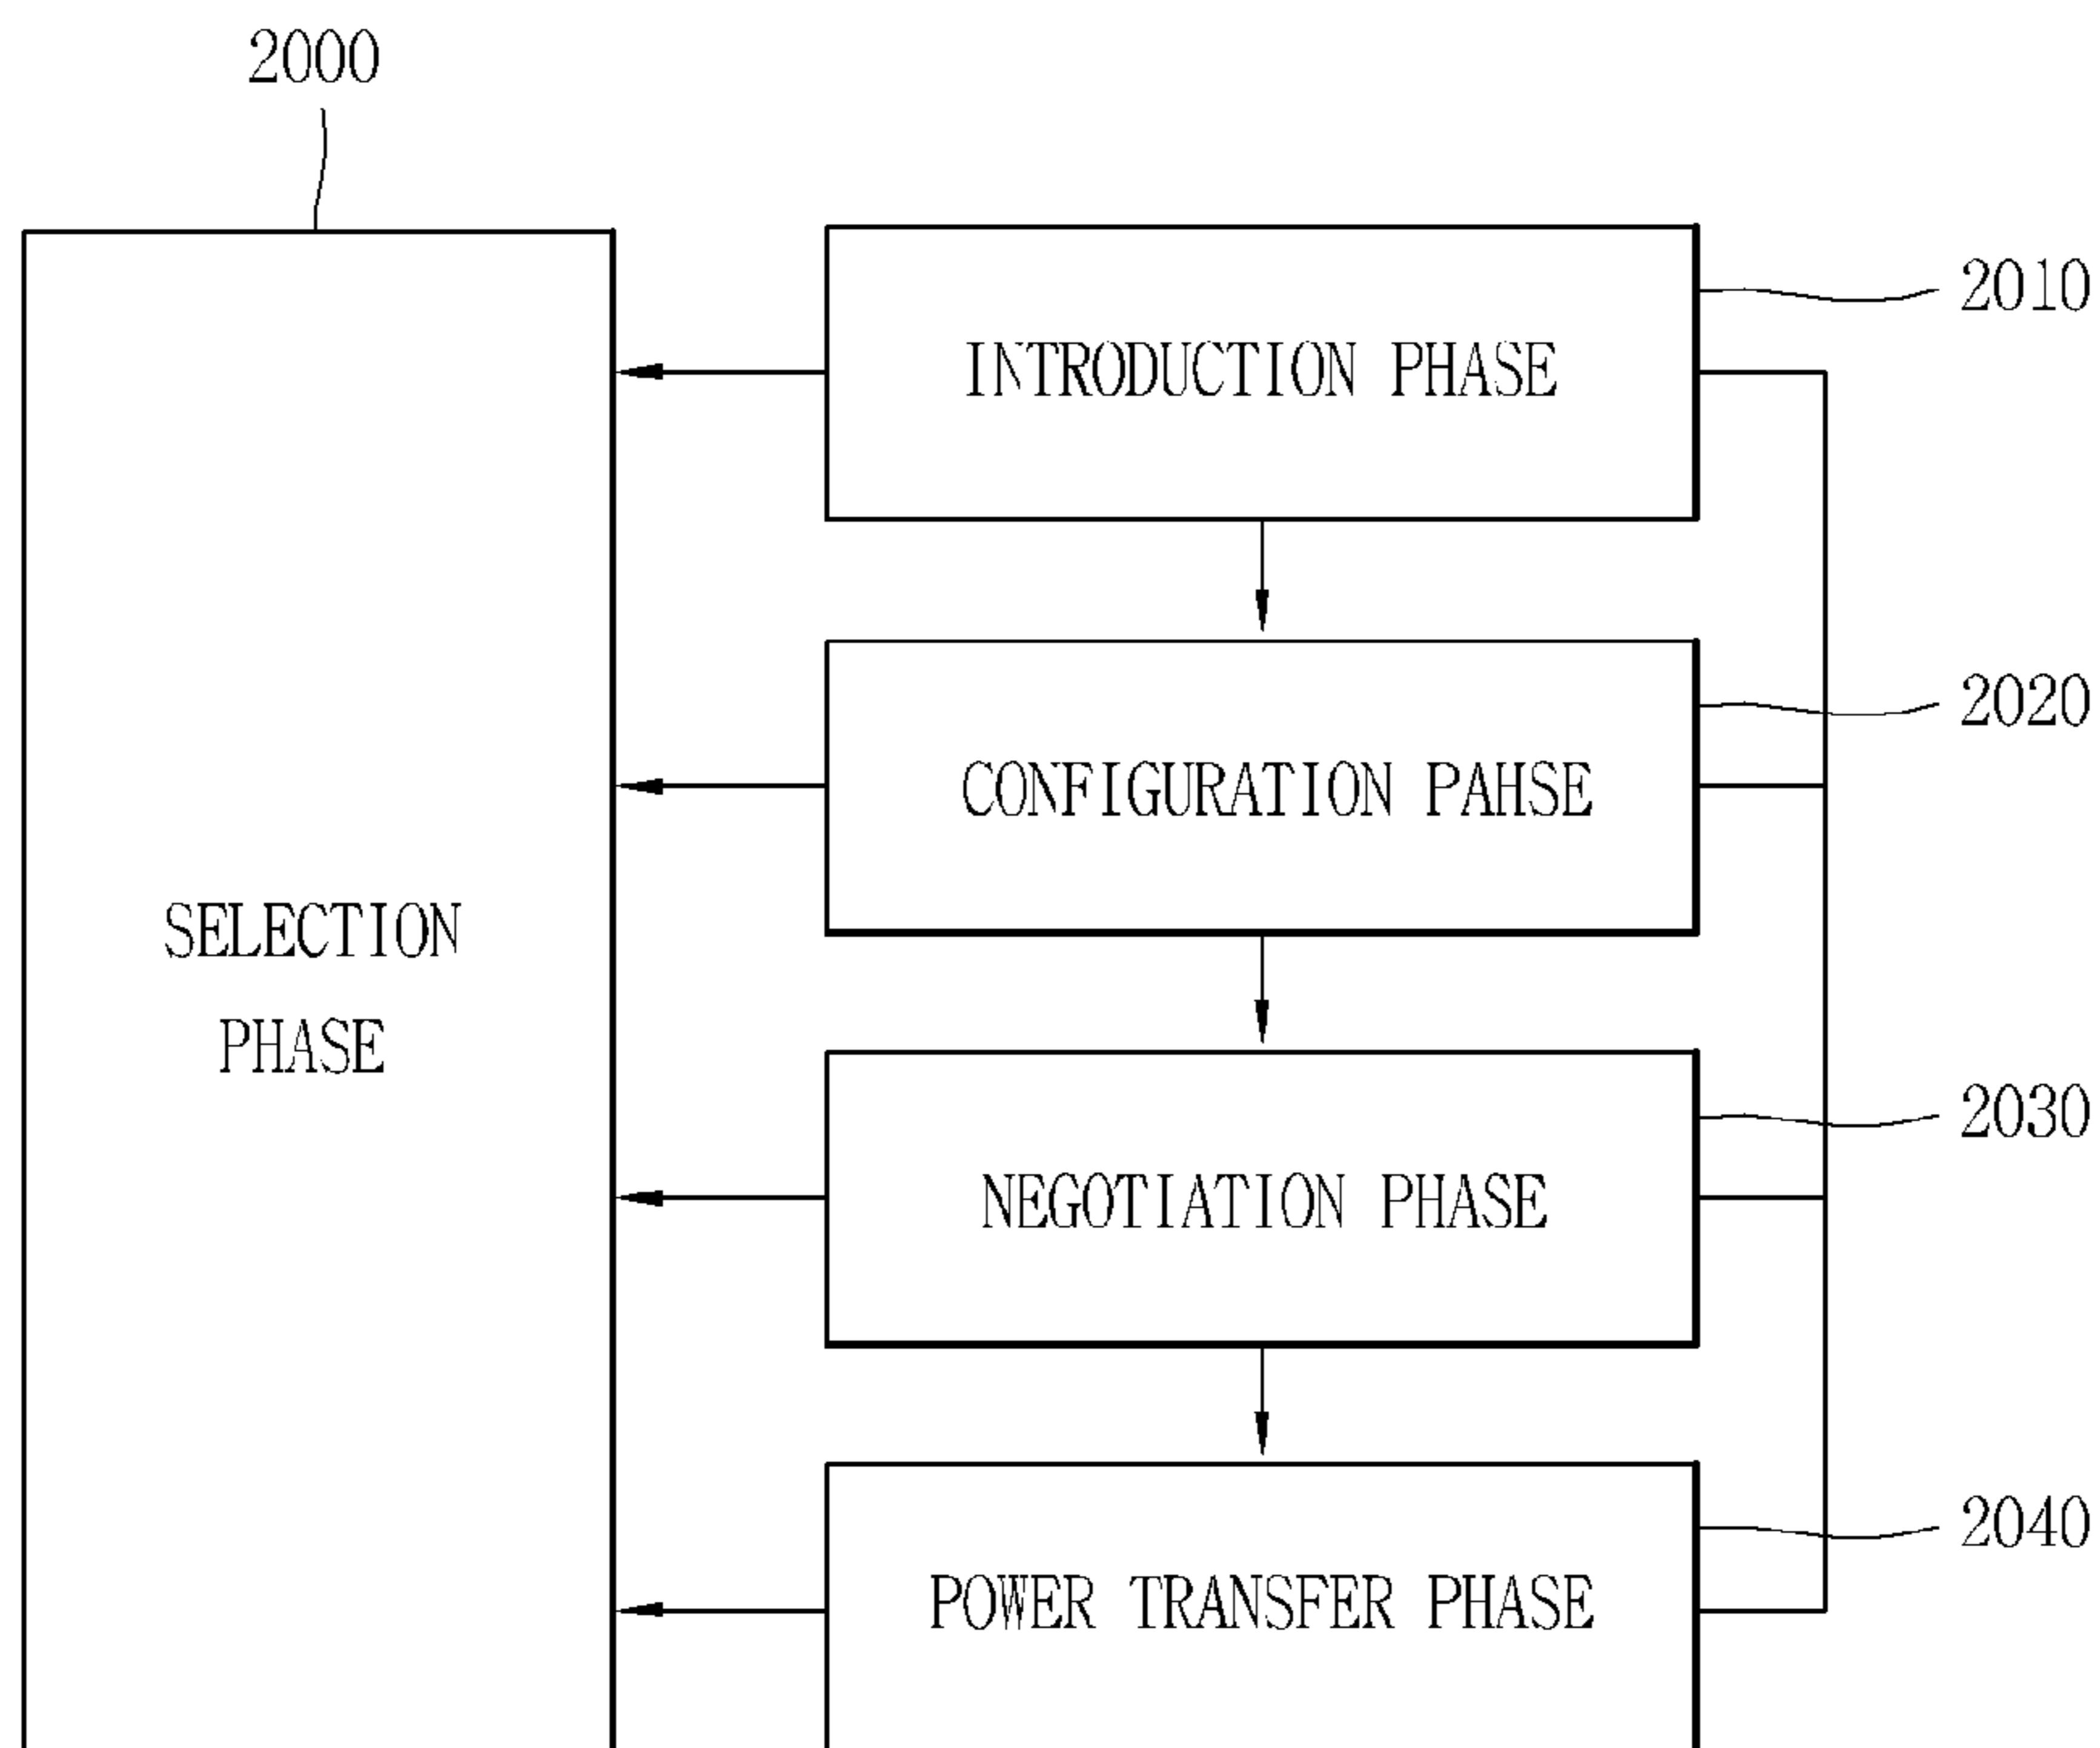 2000
2010
INTRODUCTION PHASE
2020
CONFIGURATION PAHSE
SELECTION
PHASE
2030
NEGOTIATION PHASE
2040
POWER TRANSFER PHASE